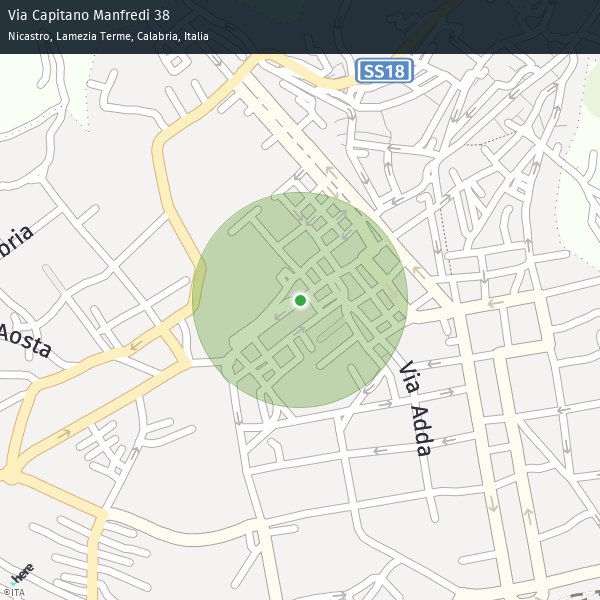 Via Capitano Manfredi 38
Nicastro, Lamezia Terme, Calabria, Italia
SS18
bria
Aosta
Via Adda
here
©ITA